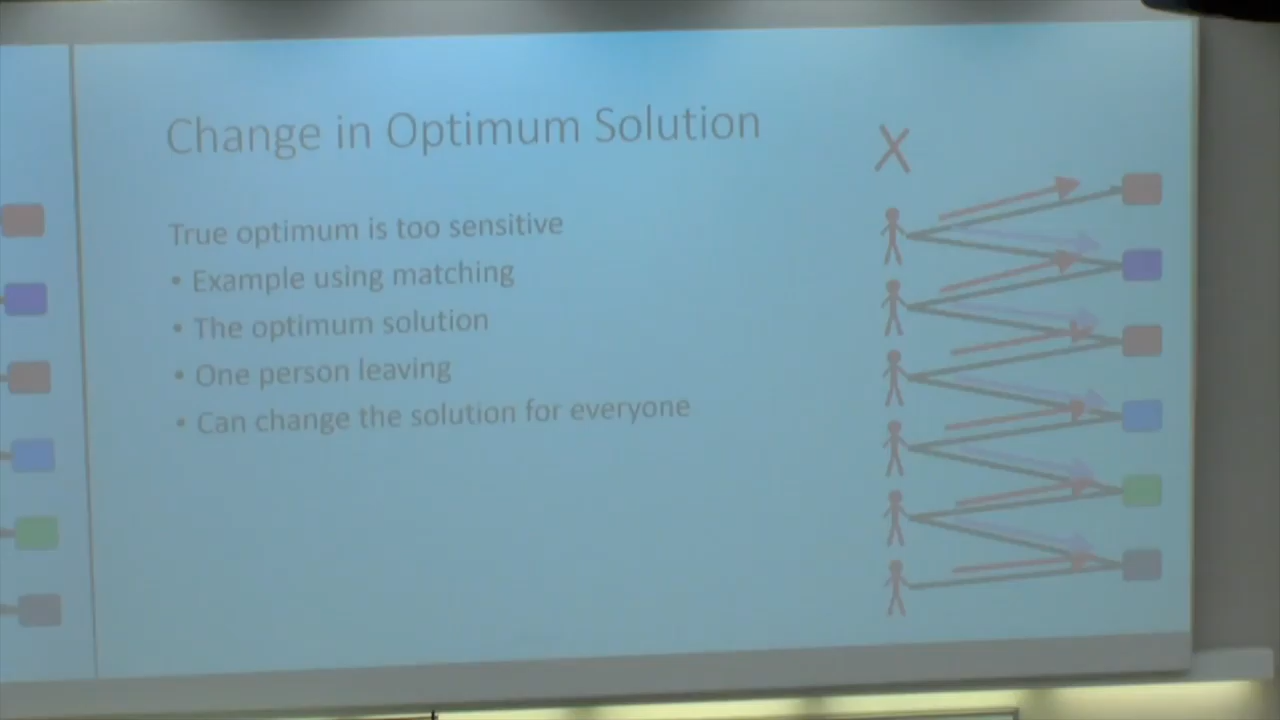 Change in Optimum Solution
True optimum is too sensitive
• Example using matching
• The optimum solution
• One person leaving
• Can change the solution for everyone